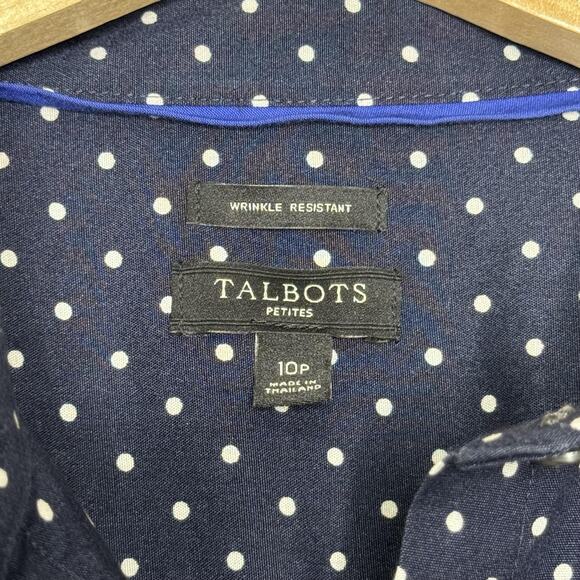 WRINKLE RESISTANT
TALBOTS
PETITES
10P
MADE IN
THAILAND